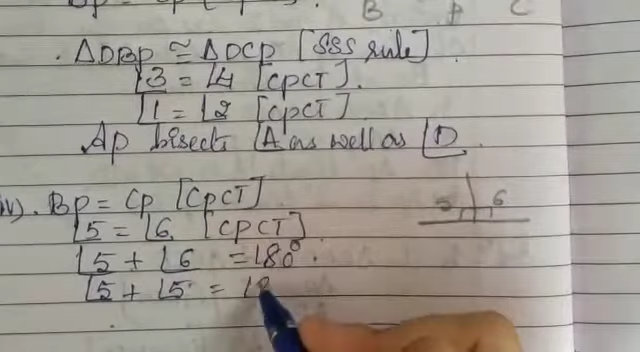 B P C
. ΔDBP ≅ ΔDCP [SSS rule]
∠3 = ∠4 [CPCT].
∠1 = ∠2 [CPCT]
AP bisects ∠A as well as ∠D.
iv). BP = CP [CPCT]
∠5 = ∠6 [CPCT]
5 6
∠5 + ∠6 = 180°.
∠5 + ∠5 = 18